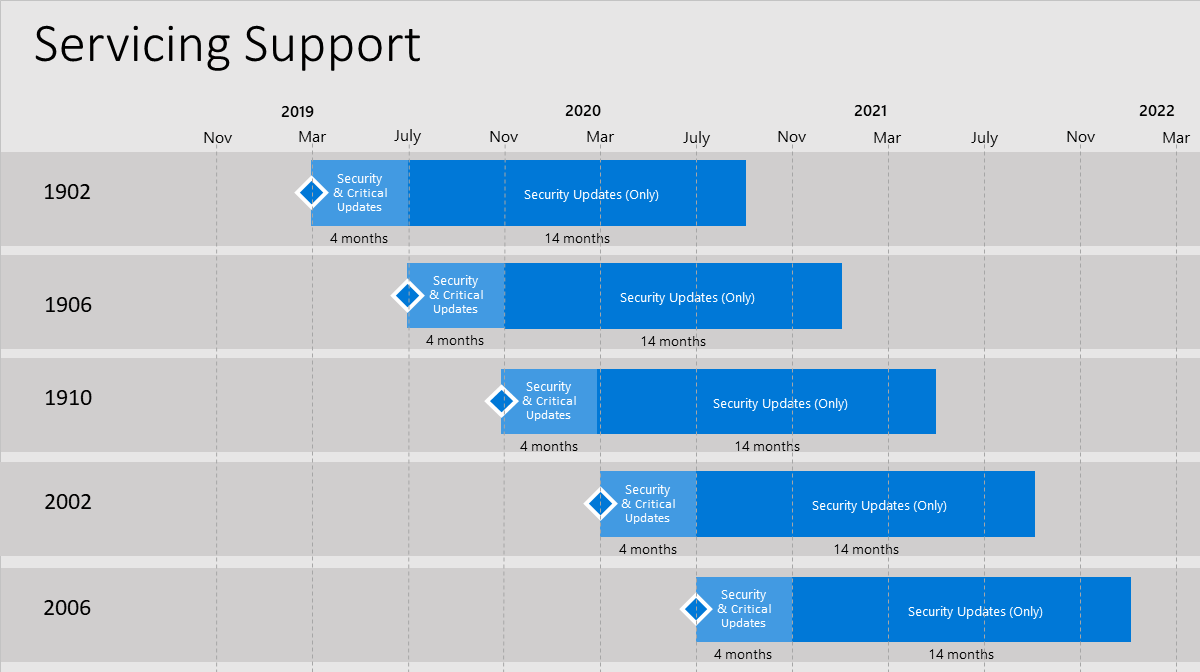 Servicing Support
2019 2020 2021 2022
Nov Mar July Nov Mar July Nov Mar July Nov Mar
1902
Security
& Critical
Updates
Security Updates (Only)
4 months 14 months
1906
Security
& Critical
Updates
Security Updates (Only)
4 months 14 months
1910
Security
& Critical
Updates
Security Updates (Only)
4 months 14 months
2002
Security
& Critical
Updates
Security Updates (Only)
4 months 14 months
2006
Security
& Critical
Updates
Security Updates (Only)
4 months 14 months